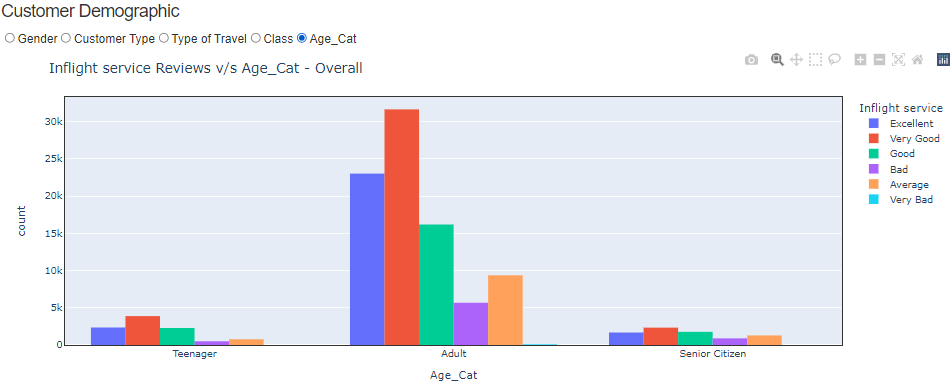 Customer Demographic
Gender Customer Type Type of Travel Class Age_Cat
Inflight service Reviews v/s Age_Cat - Overall
Inflight service
Excellent
Very Good
Good
Bad
Average
Very Bad
30k
25k
20k
15k
10k
5k
0
count
Teenager Adult Senior Citizen
Age_Cat